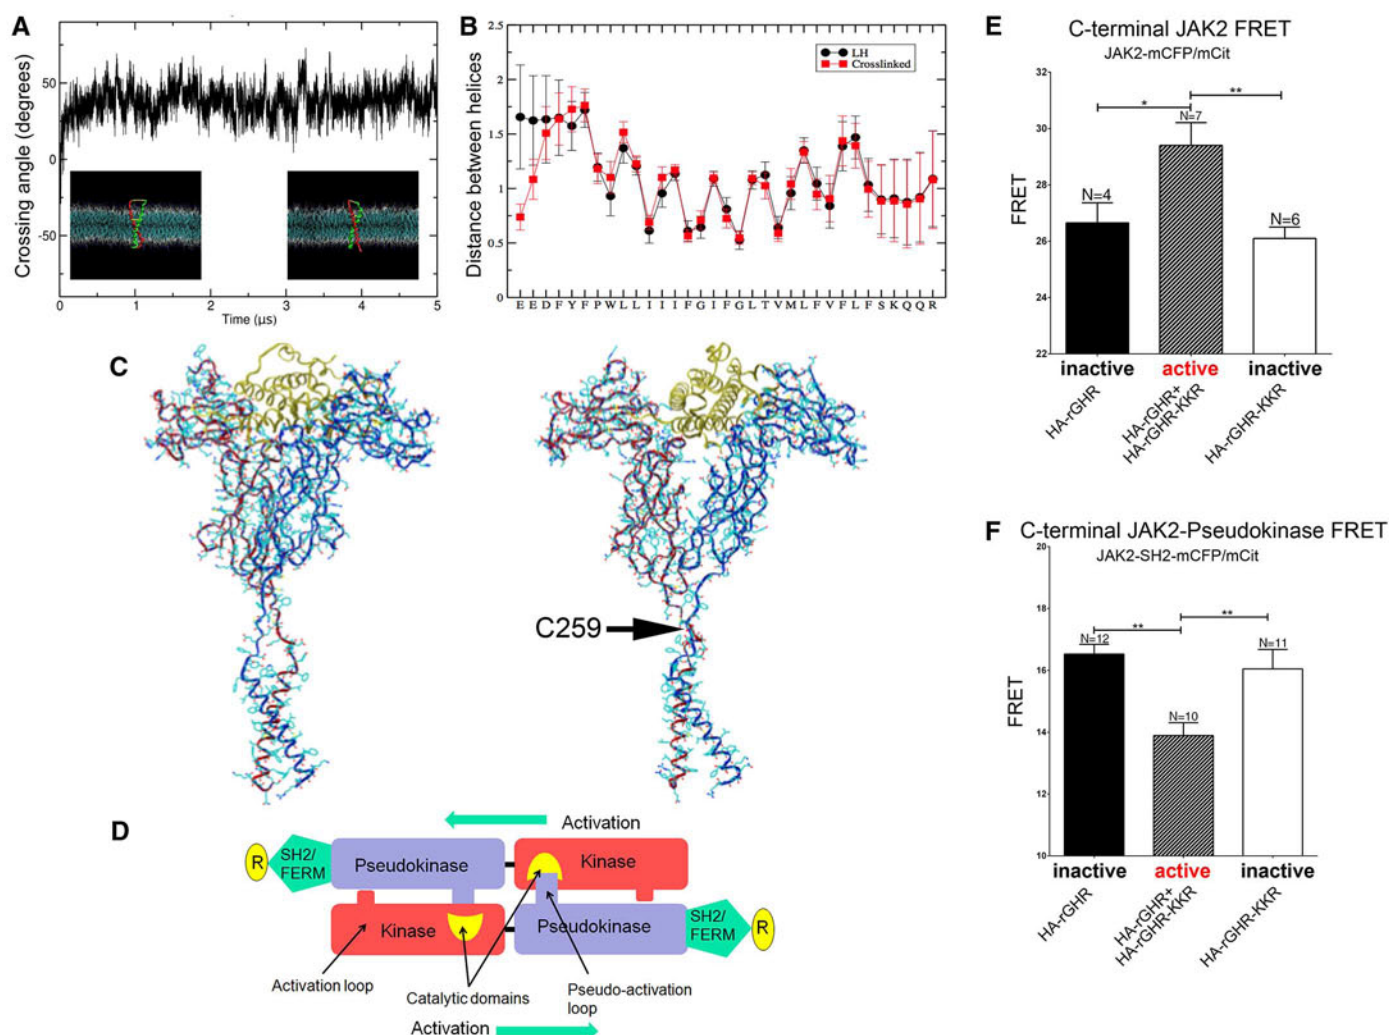 A
Crossing angle (degrees)
50
0
-50
0
1
2
3
4
5
Time (µs)
B
Distance between helices
2
1.5
1
0.5
0
LH
Crosslinked
E E D F Y F P W L L I I I F G I F G L T V M L F V F L F S K Q Q R
C
C259
D
Activation
R
SH2/
FERM
Pseudokinase
Kinase
Kinase
Pseudokinase
SH2/
FERM
R
Activation loop
Catalytic domains
Pseudo-activation
loop
Activation
E
C-terminal JAK2 FRET
JAK2-mCFP/mCit
FRET
32
30
28
26
24
22
*
**
N=4
N=7
N=6
inactive
active
inactive
HA-rGHR
HA-rGHR+
HA-rGHR-KKR
HA-rGHR-KKR
F
C-terminal JAK2-Pseudokinase FRET
JAK2-SH2-mCFP/mCit
FRET
20
18
16
14
12
10
**
**
N=12
N=10
N=11
inactive
active
inactive
HA-rGHR
HA-rGHR+
HA-rGHR-KKR
HA-rGHR-KKR